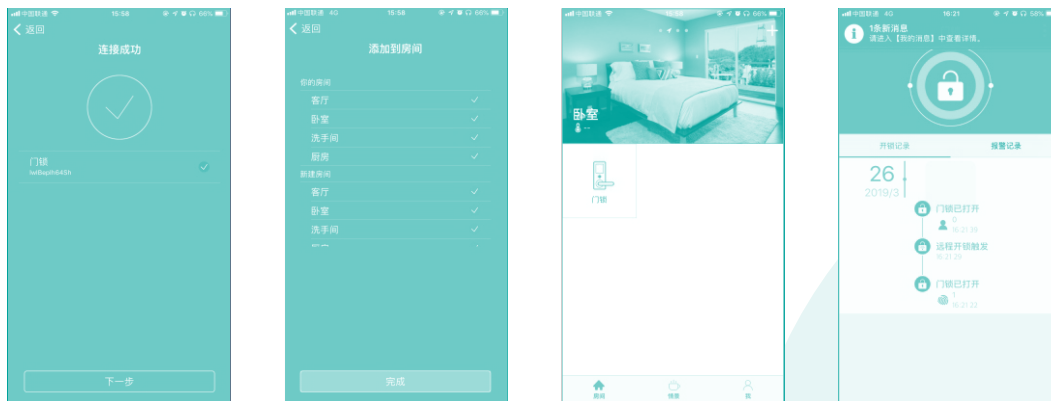 中国联通 15:58 66%
返回
连接成功
门锁
下一步
中国联通 4G 15:58 66%
返回
添加到房间
你的房间
客厅
卧室
洗手间
厨房
新建房间
客厅
卧室
洗手间
完成
中国联通 15:58 66%
卧室
门锁
房间
情景
我
中国联通 4G 16:21 58%
1条新消息
请进入【我的消息】中查看详情。
开锁记录 报警记录
26
2019/3
门锁已打开
0
16:21:39
远程开锁触发
16:21:29
门锁已打开
1
16:21:22